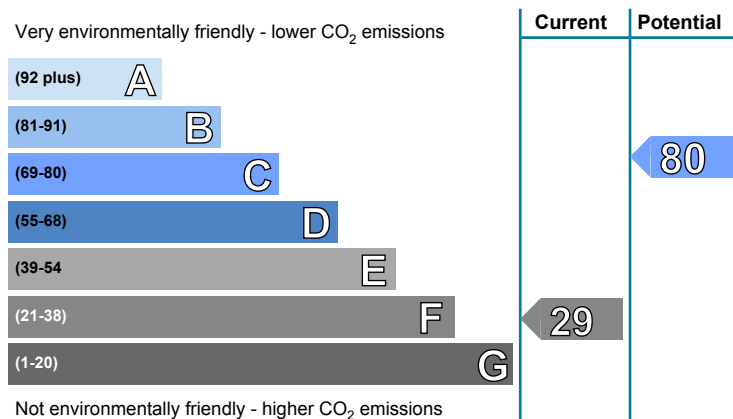 Current Potential
Very environmentally friendly - lower CO₂ emissions
(92 plus) A
(81-91) B
(69-80) C
80
(55-68) D
(39-54 E
(21-38) F
29
(1-20) G
Not environmentally friendly - higher CO₂ emissions